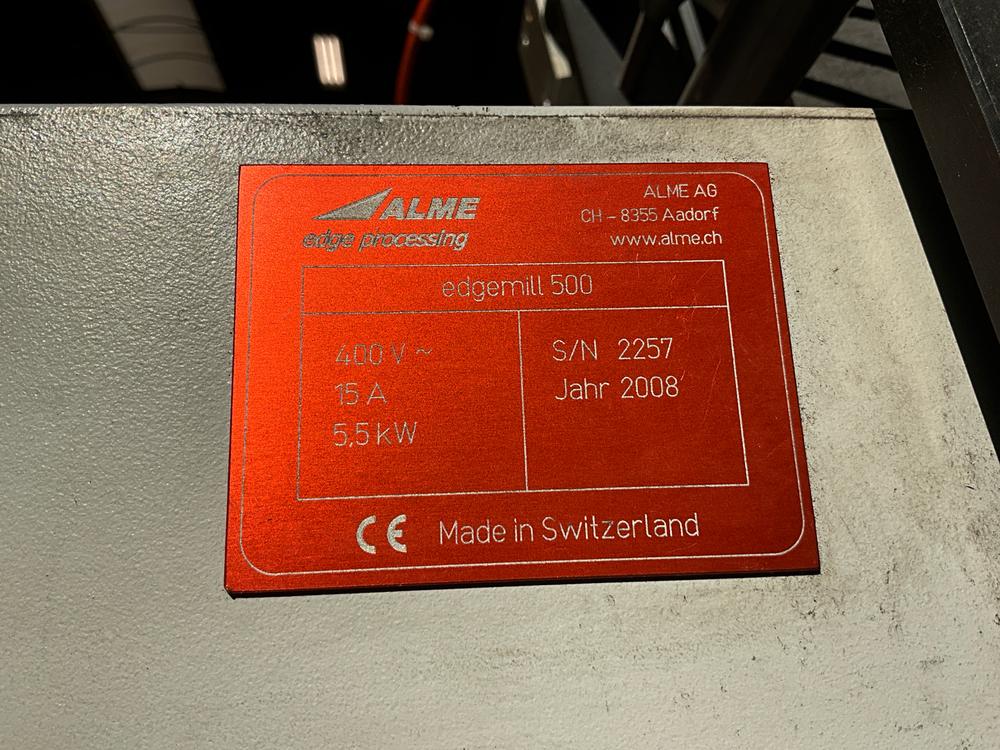 ALME
edge processing
ALME AG
CH - 8355 Aadorf
www.alme.ch
edgemill 500
400 V ~
15 A
5,5 kW
S/N 2257
Jahr 2008
CE Made in Switzerland